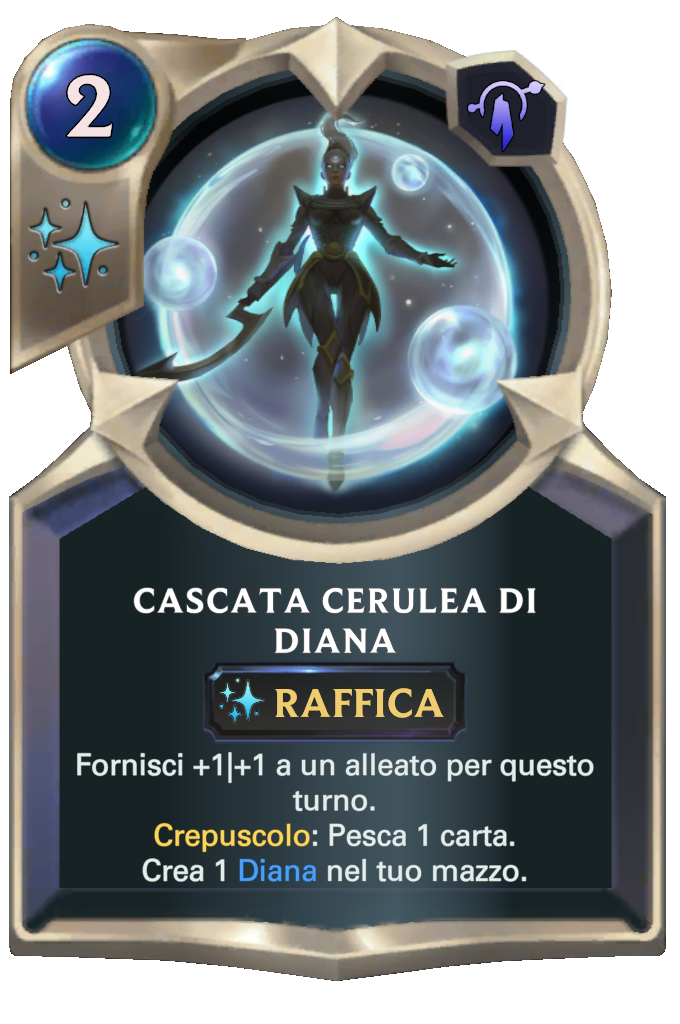 2
CASCATA CERULEA DI
DIANA
RAFFICA
Fornisci +1|+1 a un alleato per questo
turno.
Crepuscolo: Pesca 1 carta.
Crea 1 Diana nel tuo mazzo.